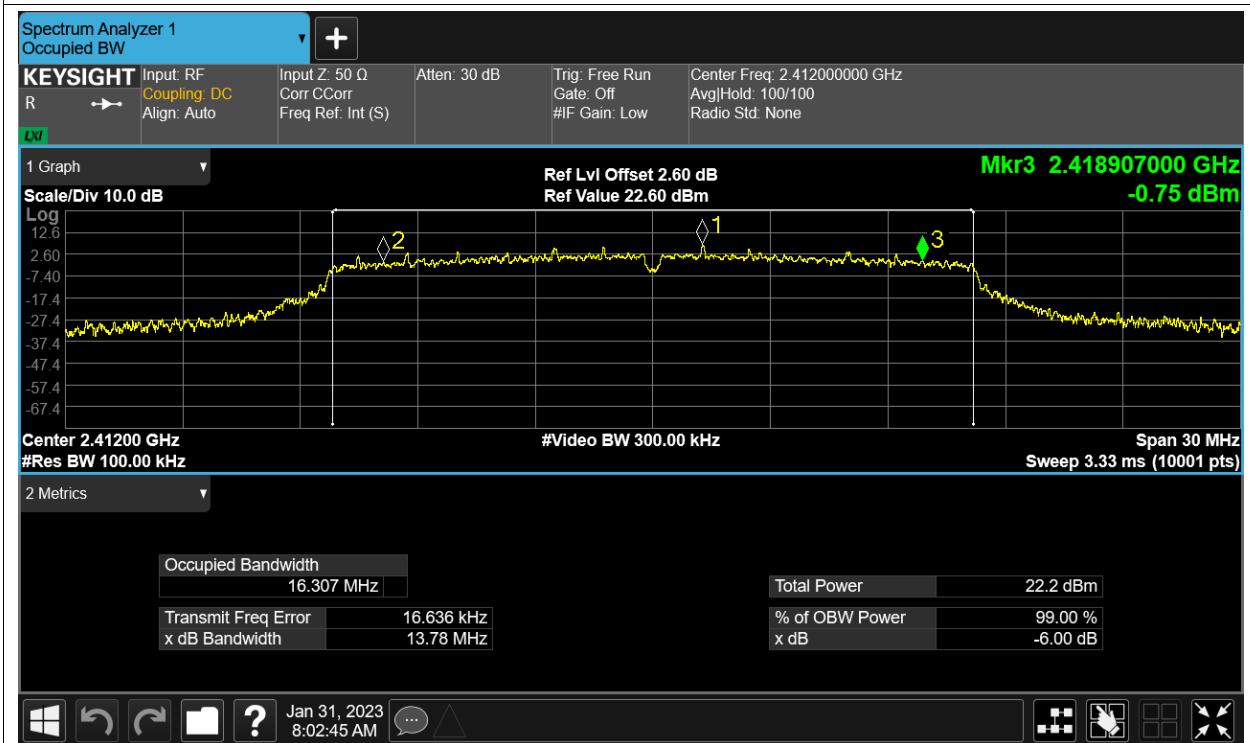 Spectrum Analyzer 1
Occupied BW
▼
+
KEYSIGHT Input: RF Input Z: 50 Ω Atten: 30 dB Trig: Free Run Center Freq: 2.412000000 GHz
R Coupling: DC Corr CCorr Gate: Off Avg|Hold: 100/100
Align: Auto Freq Ref: Int (S) #IF Gain: Low Radio Std: None
LXI
1 Graph ▼ Ref Lvl Offset 2.60 dB Mkr3 2.418907000 GHz
Scale/Div 10.0 dB Ref Value 22.60 dBm -0.75 dBm
Log
12.6
2.60
-7.40
-17.4
-27.4
-37.4
-47.4
-57.4
-67.4
2 1 3
Center 2.41200 GHz #Video BW 300.00 kHz Span 30 MHz
#Res BW 100.00 kHz Sweep 3.33 ms (10001 pts)
2 Metrics ▼
Occupied Bandwidth
16.307 MHz Total Power 22.2 dBm
Transmit Freq Error 16.636 kHz % of OBW Power 99.00 %
x dB Bandwidth 13.78 MHz x dB -6.00 dB
? Jan 31, 2023
8:02:45 AM